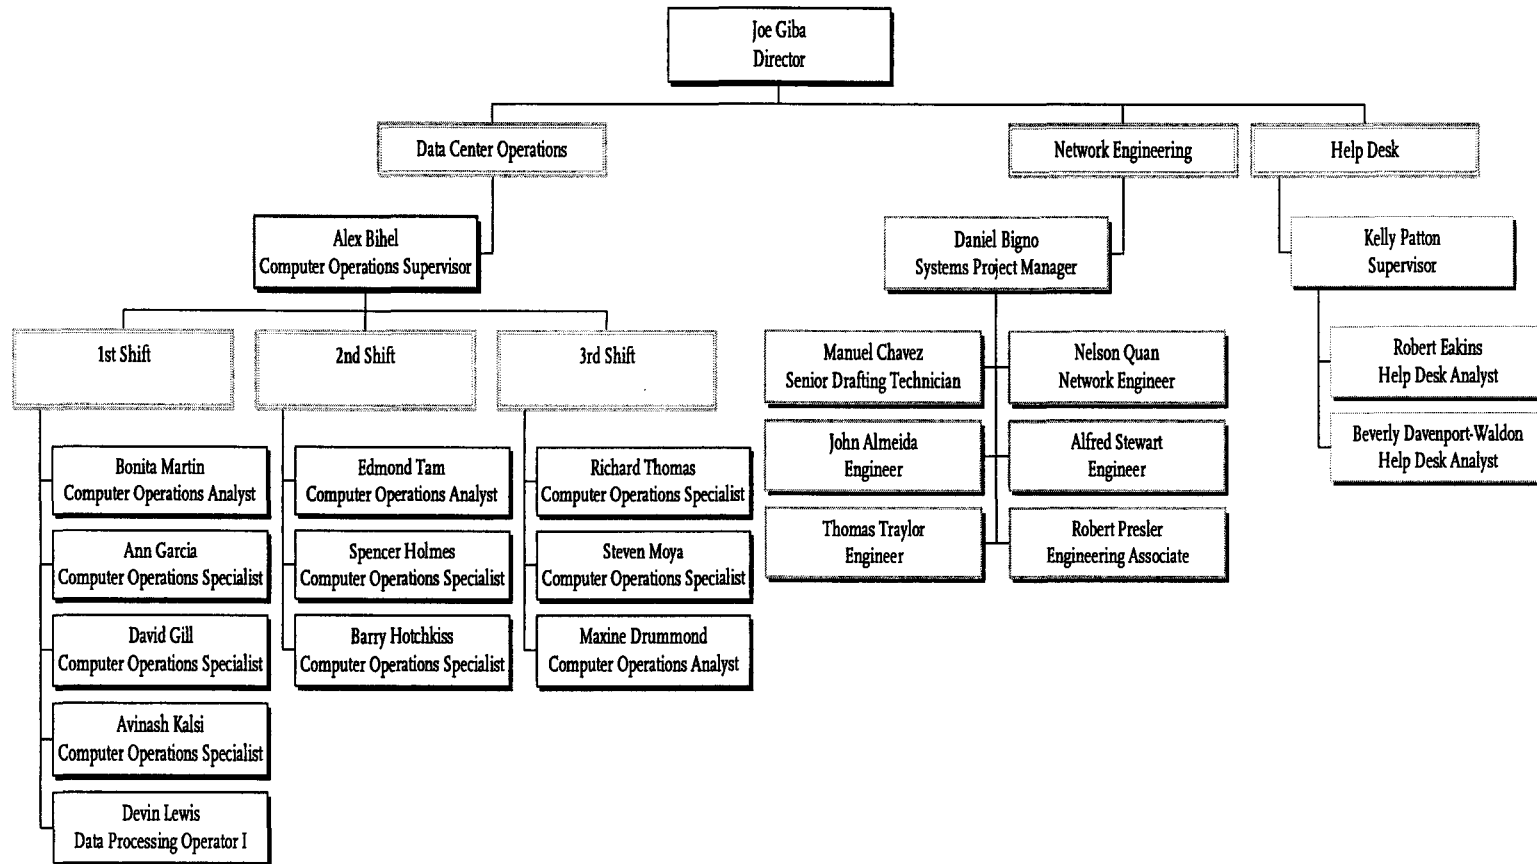 Joe Giba
Director
Data Center Operations
Network Engineering
Help Desk
Alex Bihel
Computer Operations Supervisor
Daniel Bigno
Systems Project Manager
Kelly Patton
Supervisor
1st Shift
2nd Shift
3rd Shift
Bonita Martin
Computer Operations Analyst
Ann Garcia
Computer Operations Specialist
David Gill
Computer Operations Specialist
Avinash Kalsi
Computer Operations Specialist
Devin Lewis
Data Processing Operator I
Edmond Tam
Computer Operations Analyst
Spencer Holmes
Computer Operations Specialist
Barry Hotchkiss
Computer Operations Specialist
Richard Thomas
Computer Operations Specialist
Steven Moya
Computer Operations Specialist
Maxine Drummond
Computer Operations Analyst
Manuel Chavez
Senior Drafting Technician
John Almeida
Engineer
Thomas Traylor
Engineer
Nelson Quan
Network Engineer
Alfred Stewart
Engineer
Robert Presler
Engineering Associate
Robert Eakins
Help Desk Analyst
Beverly Davenport-Waldon
Help Desk Analyst